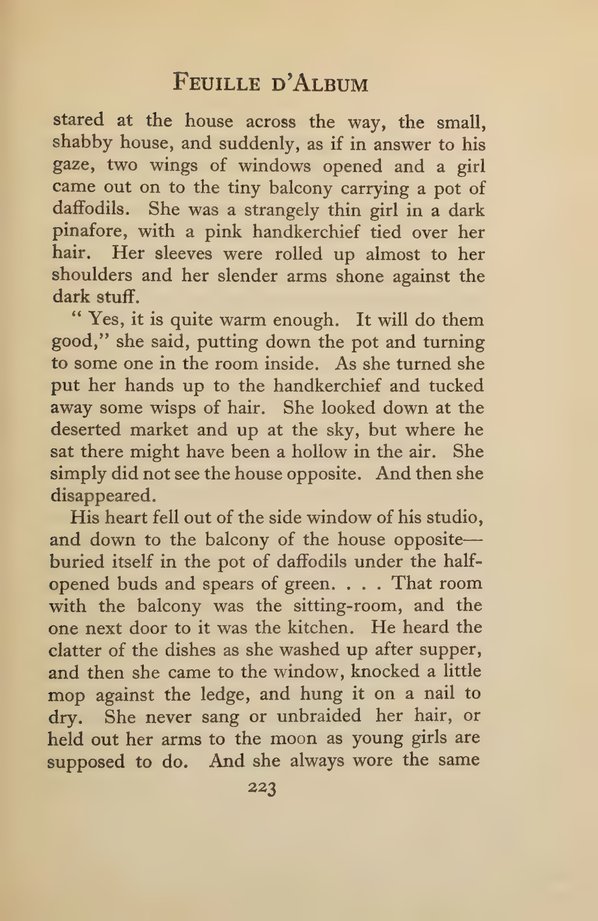 Feuille d'Album
stared at the house across the way, the small,
shabby house, and suddenly, as if in answer to his
gaze, two wings of windows opened and a girl
came out on to the tiny balcony carrying a pot of
daffodils. She was a strangely thin girl in a dark
pinafore, with a pink handkerchief tied over her
hair. Her sleeves were rolled up almost to her
shoulders and her slender arms shone against the
dark stuff.
“ Yes, it is quite warm enough. It will do them
good,” she said, putting down the pot and turning
to some one in the room inside. As she turned she
put her hands up to the handkerchief and tucked
away some wisps of hair. She looked down at the
deserted market and up at the sky, but where he
sat there might have been a hollow in the air. She
simply did not see the house opposite. And then she
disappeared.
His heart fell out of the side window of his studio,
and down to the balcony of the house opposite—
buried itself in the pot of daffodils under the half-
opened buds and spears of green. . . . That room
with the balcony was the sitting-room, and the
one next door to it was the kitchen. He heard the
clatter of the dishes as she washed up after supper,
and then she came to the window, knocked a little
mop against the ledge, and hung it on a nail to
dry. She never sang or unbraided her hair, or
held out her arms to the moon as young girls are
supposed to do. And she always wore the same
223